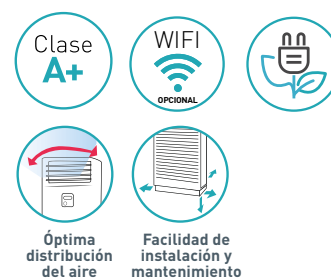 Clase
A+
WIFI
OPCIONAL
Óptima
distribución
del aire
Facilidad de
instalación y
mantenimiento